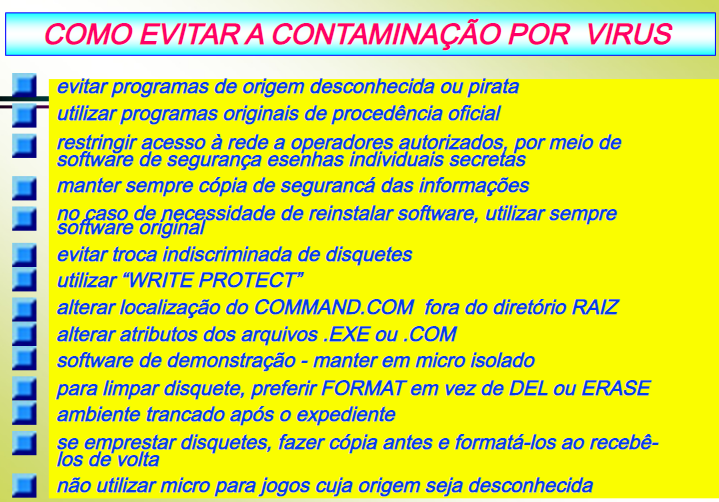 COMO EVITAR A CONTAMINAÇÃO POR VIRUS
evitar programas de origem desconhecida ou pirata
utilizar programas originais de procedência oficial
restringir acesso à rede a operadores autorizados, por meio de
software de segurança esenhas individuais secretas
manter sempre cópia de segurancá das informações
no caso de necessidade de reinstalar software, utilizar sempre
software original
evitar troca indiscriminada de disquetes
utilizar “WRITE PROTECT”
alterar localização do COMMAND.COM fora do diretório RAIZ
alterar atributos dos arquivos .EXE ou .COM
software de demonstração - manter em micro isolado
para limpar disquete, preferir FORMAT em vez de DEL ou ERASE
ambiente trancado após o expediente
se emprestar disquetes, fazer cópia antes e formatá-los ao recebê-
los de volta
não utilizar micro para jogos cuja origem seja desconhecida